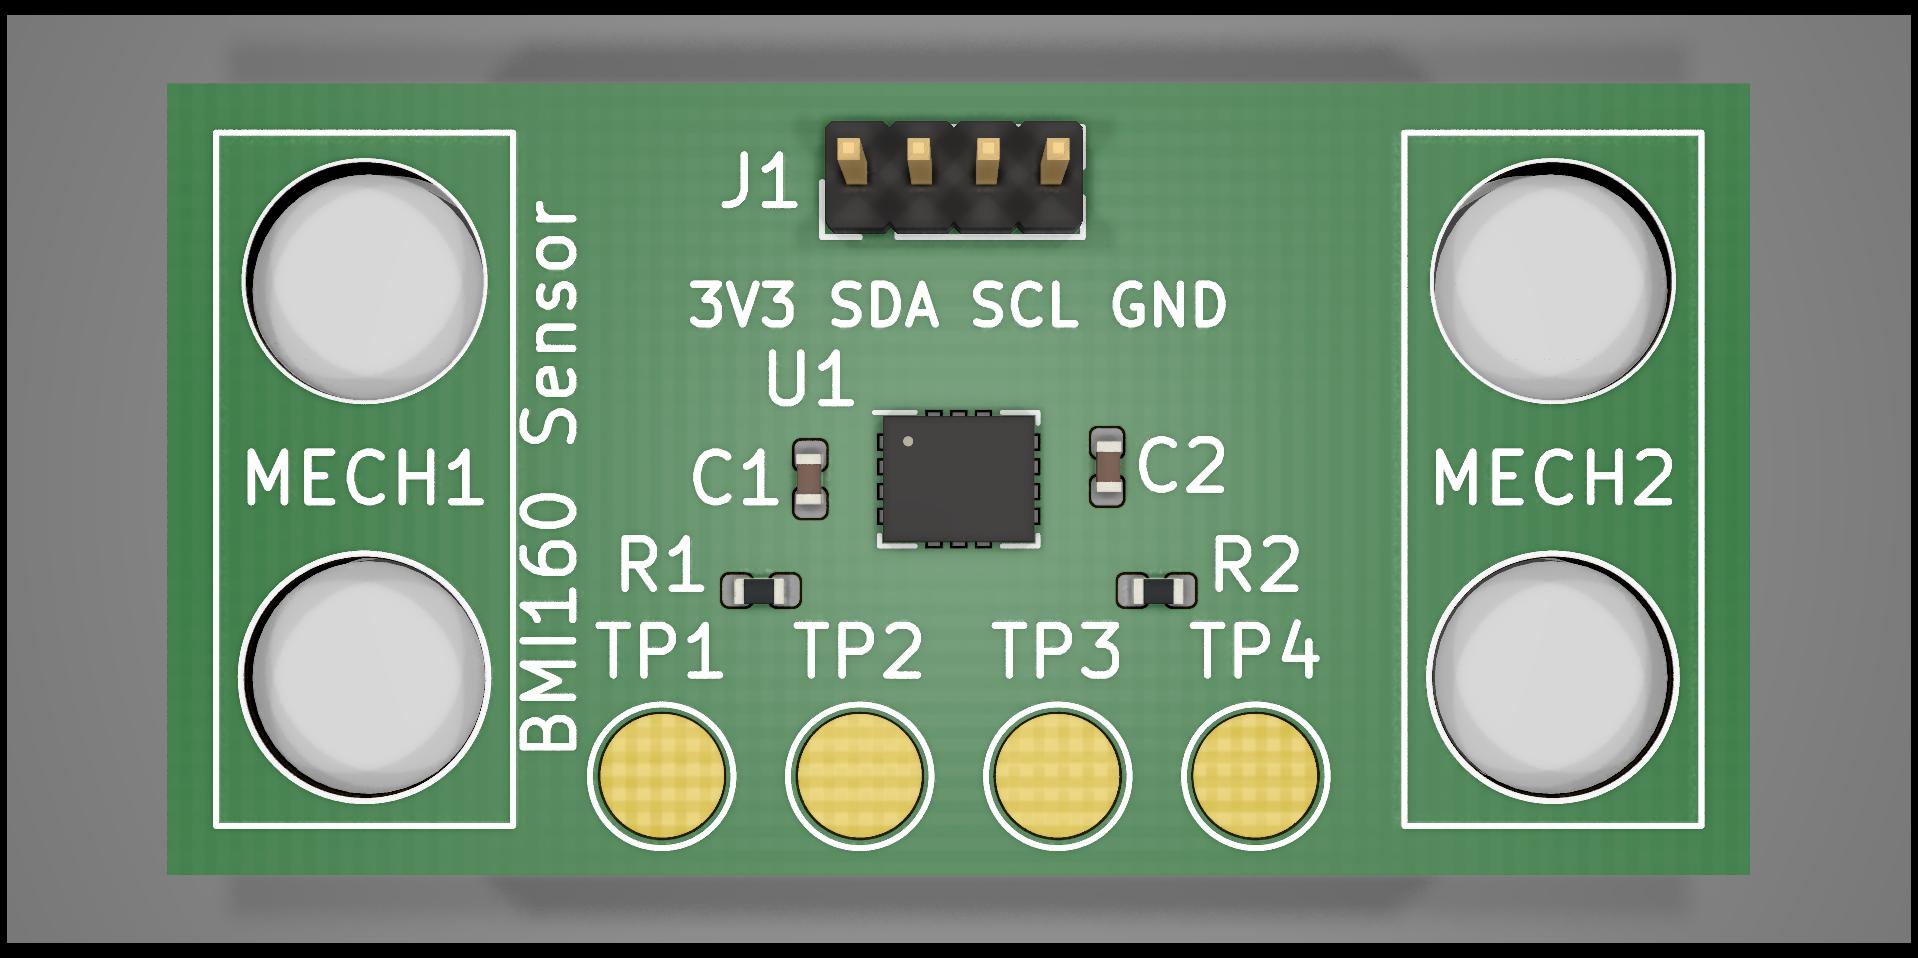 J1
3V3 SDA SCL GND
U1
C1
C2
MECH1
MECH2
BMI160 Sensor
R1
R2
TP1
TP2
TP3
TP4